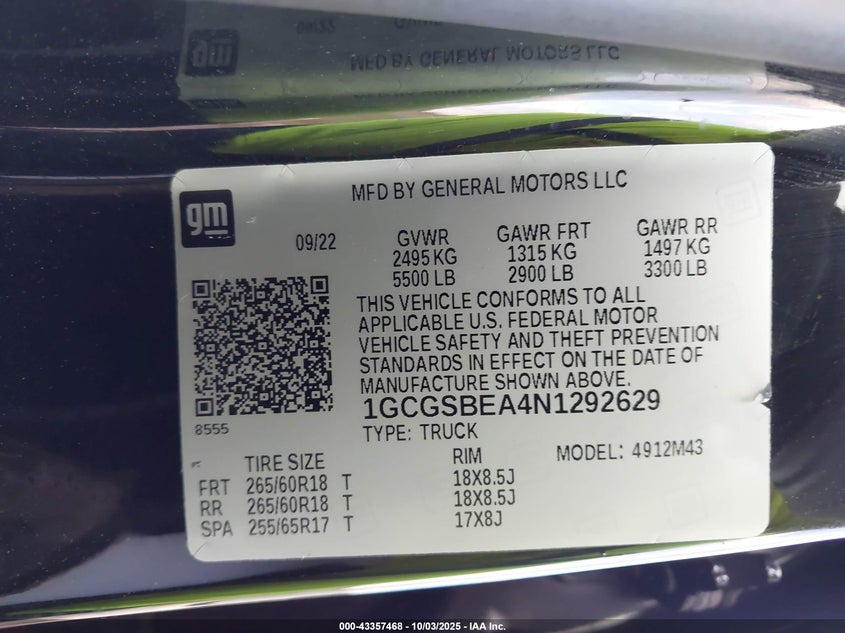 09/22
GVWR
MFD BY GENERAL MOTORS LLC
gm
MFD BY GENERAL MOTORS LLC
gm
09/22
GVWR GAWR FRT GAWR RR
2495 KG 1315 KG 1497 KG
5500 LB 2900 LB 3300 LB
THIS VEHICLE CONFORMS TO ALL
APPLICABLE U.S. FEDERAL MOTOR
VEHICLE SAFETY AND THEFT PREVENTION
STANDARDS IN EFFECT ON THE DATE OF
MANUFACTURE SHOWN ABOVE.
1GCGSBEA4N1292629
8555
TYPE: TRUCK
TIRE SIZE RIM MODEL: 4912M43
FRT 265/60R18 T 18X8.5J
RR 265/60R18 T 18X8.5J
SPA 255/65R17 T 17X8J
000-43357468 - 10/03/2025 - IAA, Inc.